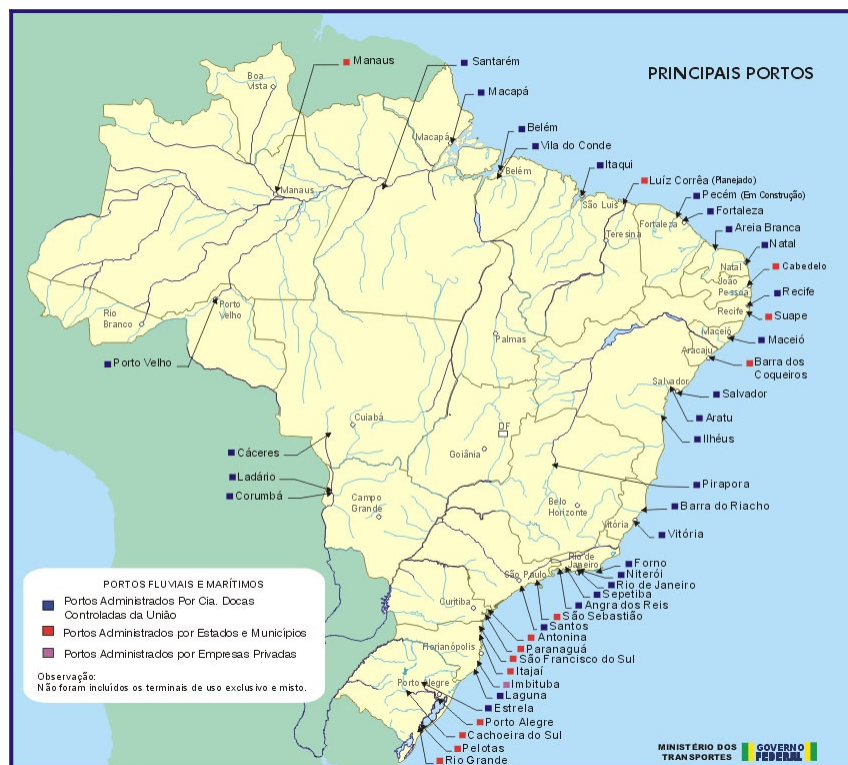 PRINCIPAIS PORTOS
Manaus
Santarém
Boa
Vista
Macapá
Macapá
Belém
Vila do Conde
Belém
Itaqui
Manaus
Luíz Corrêa (Planejado)
São Luis
Pecém (Em Construção)
Fortaleza
Fortaleza
Teresina
Areia Branca
Natal
Natal
Cabedelo
João
Pessoa
Recife
Recife
Suape
Porto
Velho
Rio
Branco
Palmas
Maceió
Maceió
Aracaju
Porto Velho
Barra dos
Coqueiros
Salvador
Salvador
Aratu
Cuiabá
DF
Ilhéus
Cáceres
Goiânia
Ladário
Pirapora
Corumbá
Campo
Grande
Belo
Horizonte
Barra do Riacho
Vitória
Vitória
Rio de
Janeiro
Forno
São Paulo
Niterói
Rio de Janeiro
Sepetiba
Angra dos Reis
Curitiba
São Sebastião
Santos
Antonina
Florianópolis
Paranaguá
São Francisco do Sul
Itajaí
Porto Alegre
Imbituba
Laguna
Estrela
Porto Alegre
Cachoeira do Sul
Pelotas
Rio Grande
PORTOS FLUVIAIS E MARÍTIMOS
Portos Administrados Por Cia. Docas
Controladas da União
Portos Administrados por Estados e Municípios
Portos Administrados por Empresas Privadas
Observação:
Não foram incluídos os terminais de uso exclusivo e misto.
MINISTÉRIO DOS
TRANSPORTES
GOVERNO
FEDERAL